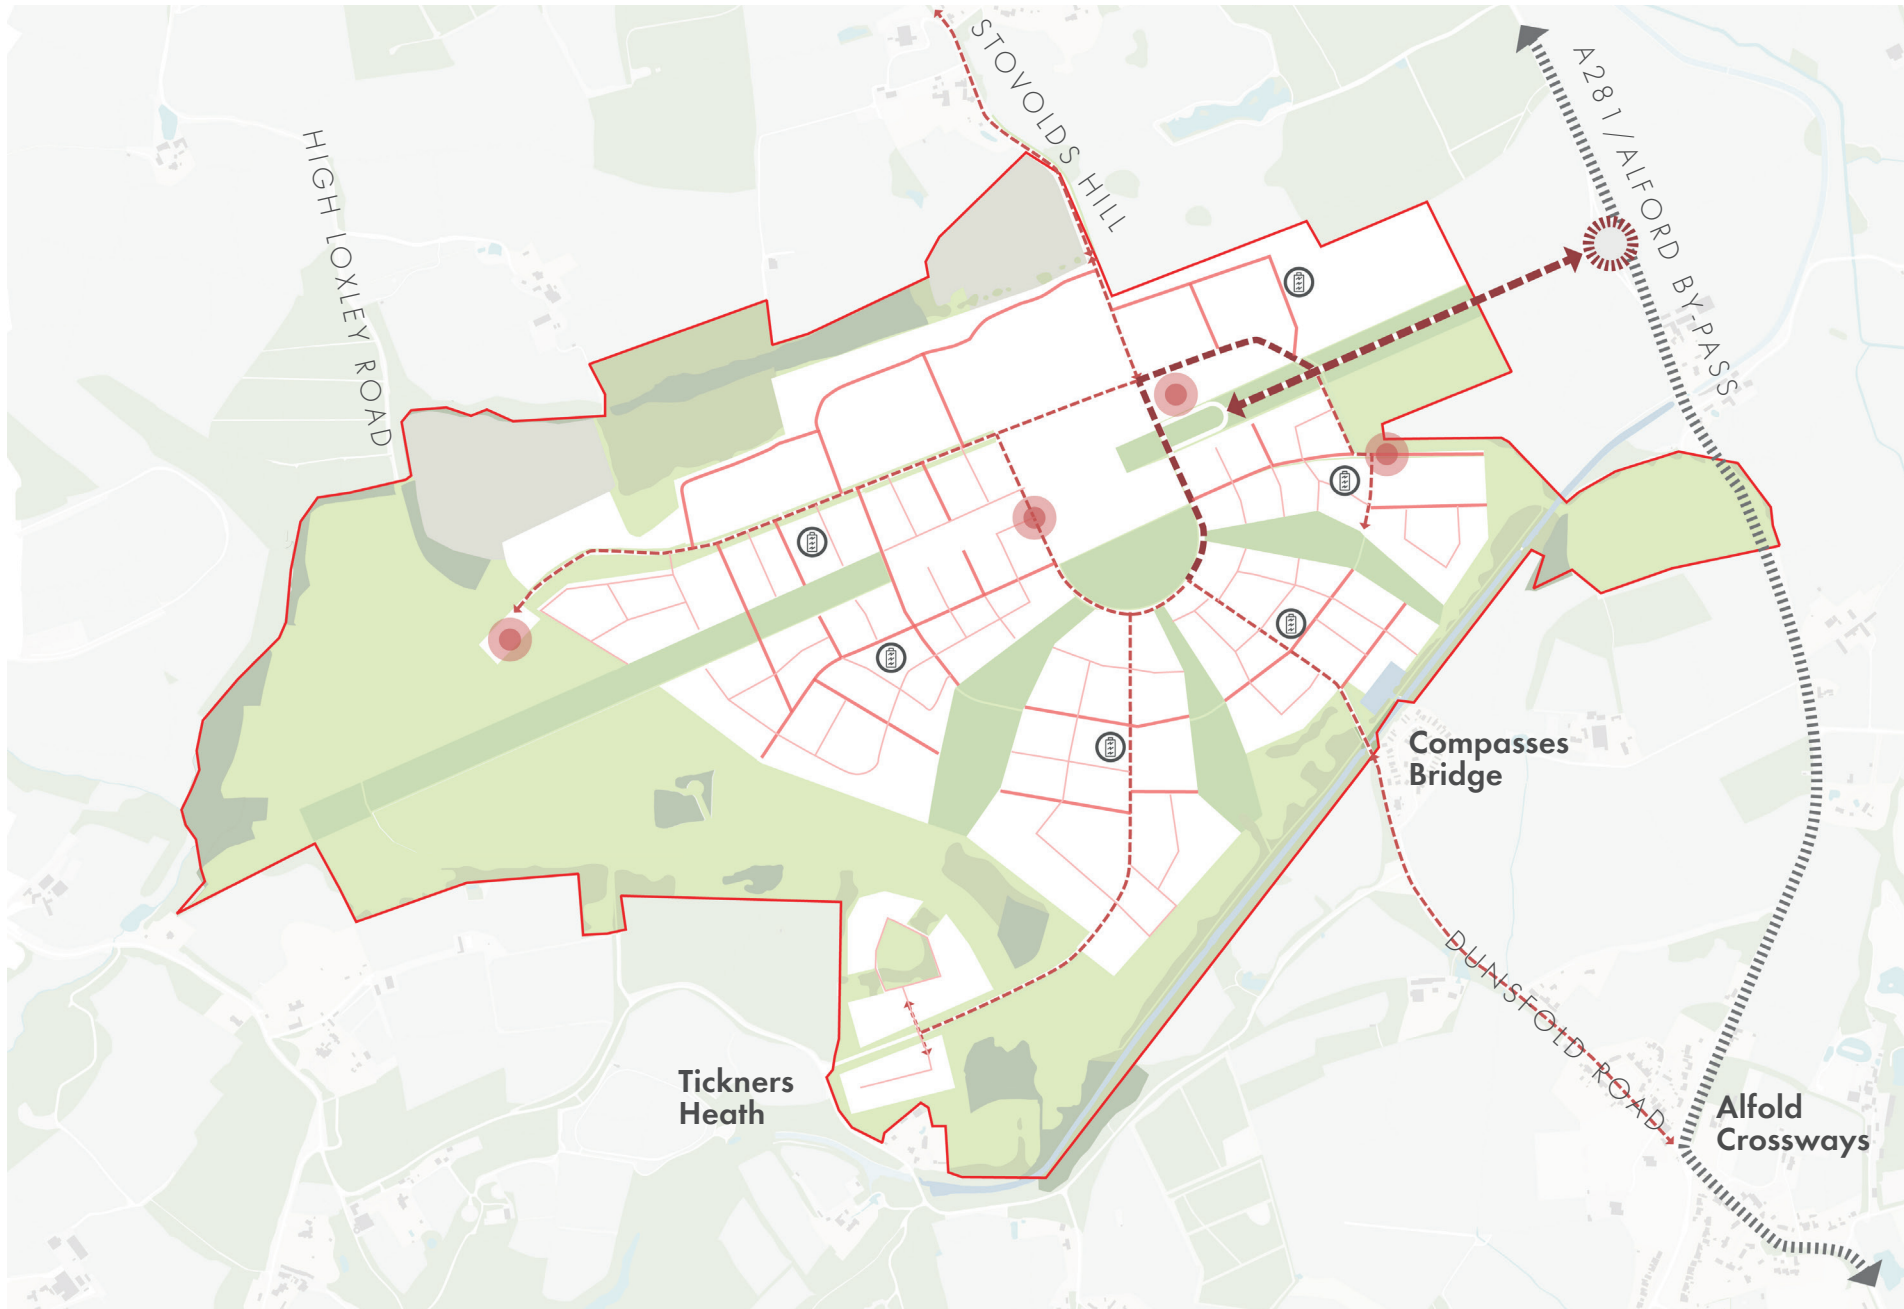 STOVOLDS HILL
A281/ALFORD BY-PASS
HIGH LOXLEY ROAD
Compasses
Bridge
DUNSFOLD ROAD
Tickners
Heath
Alfold
Crossways